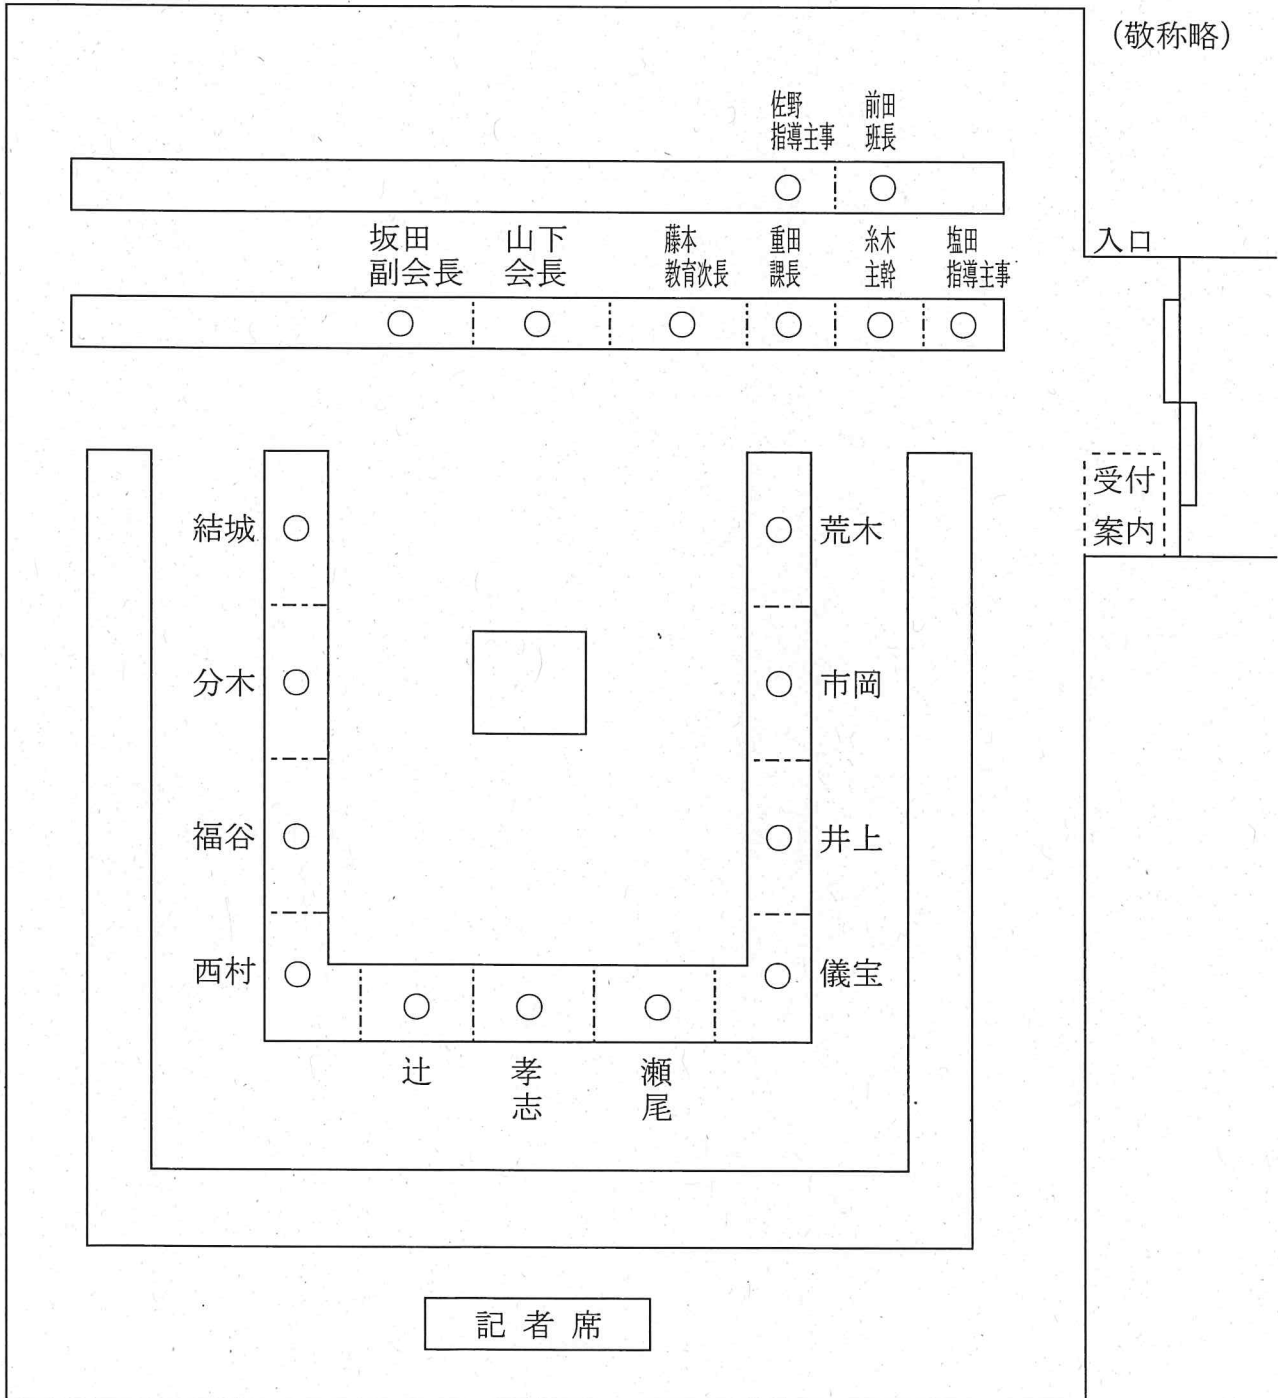 (敬称略)
佐野
指導主事
前田
班長
坂田
副会長
山下
会長
藤本
教育次長
重田
課長
糸木
主幹
塩田
指導主事
入口
受付
案内
結城
荒木
分木
市岡
福谷
井上
西村
儀宝
辻
孝志
瀬尾
記者席